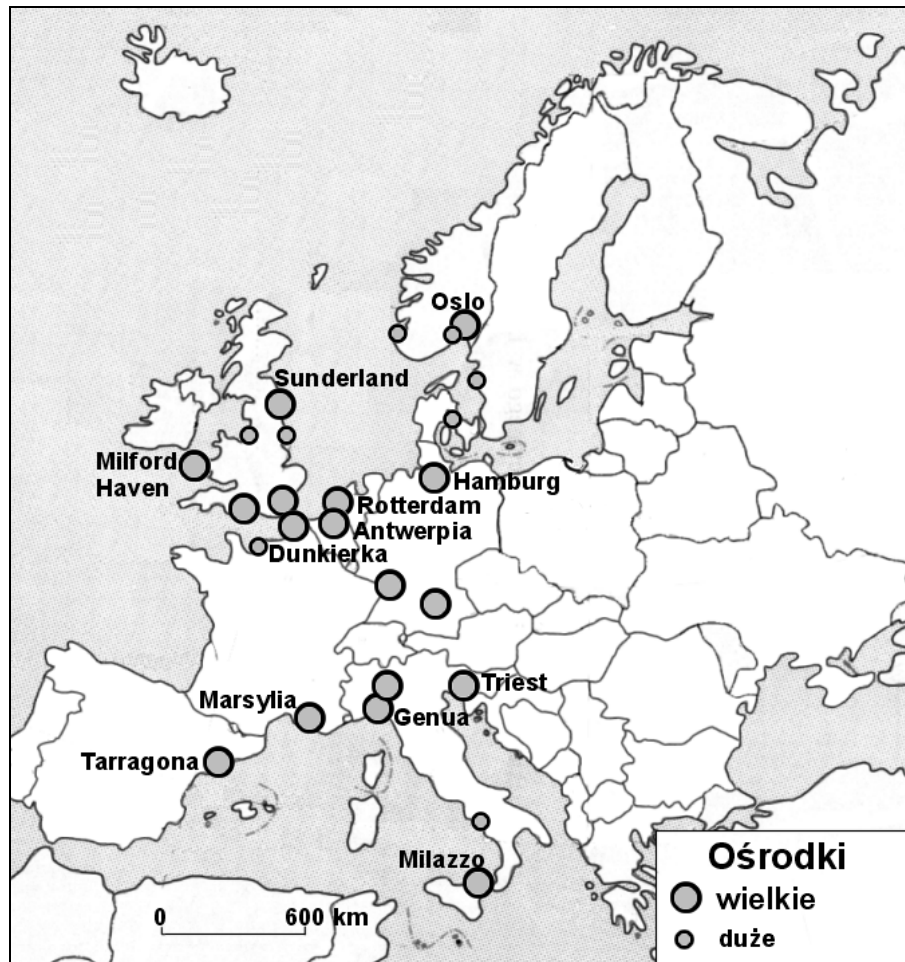 Oslo
Sunderland
Milford
Haven
Hamburg
Rotterdam
Antwerpia
Dunkierka
Marsylia
Triest
Genua
Tarragona
Milazzo
0 600 km
Ośrodki
wielkie
duże